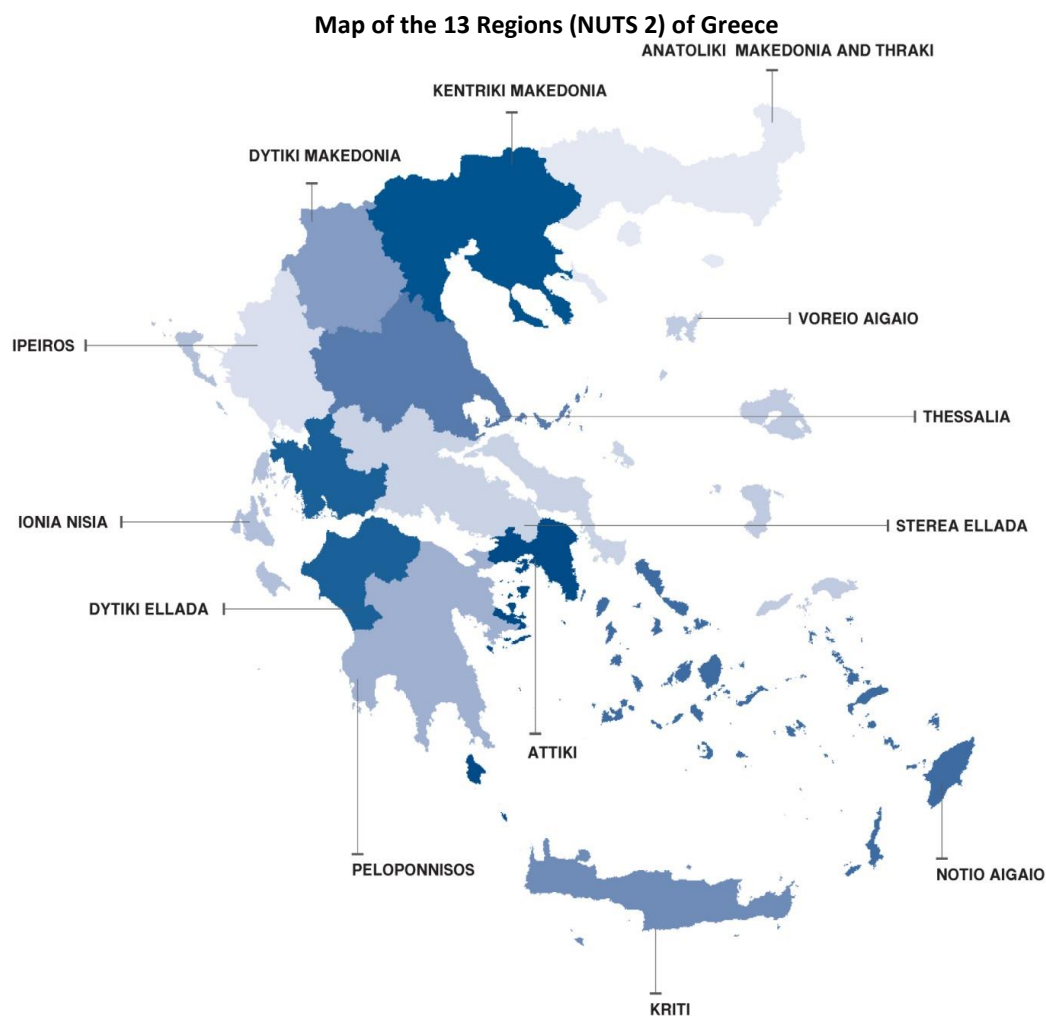 Map of the 13 Regions (NUTS 2) of Greece
ANATOLIKI MAKEDONIA AND THRAKI
KENTRIKI MAKEDONIA
DYTIKI MAKEDONIA
VOREIO AIGAIO
IPEIROS
THESSALIA
IONIA NISIA
STEREA ELLADA
DYTIKI ELLADA
ATTIKI
PELOPONNISOS
NOTIO AIGAIO
KRITI